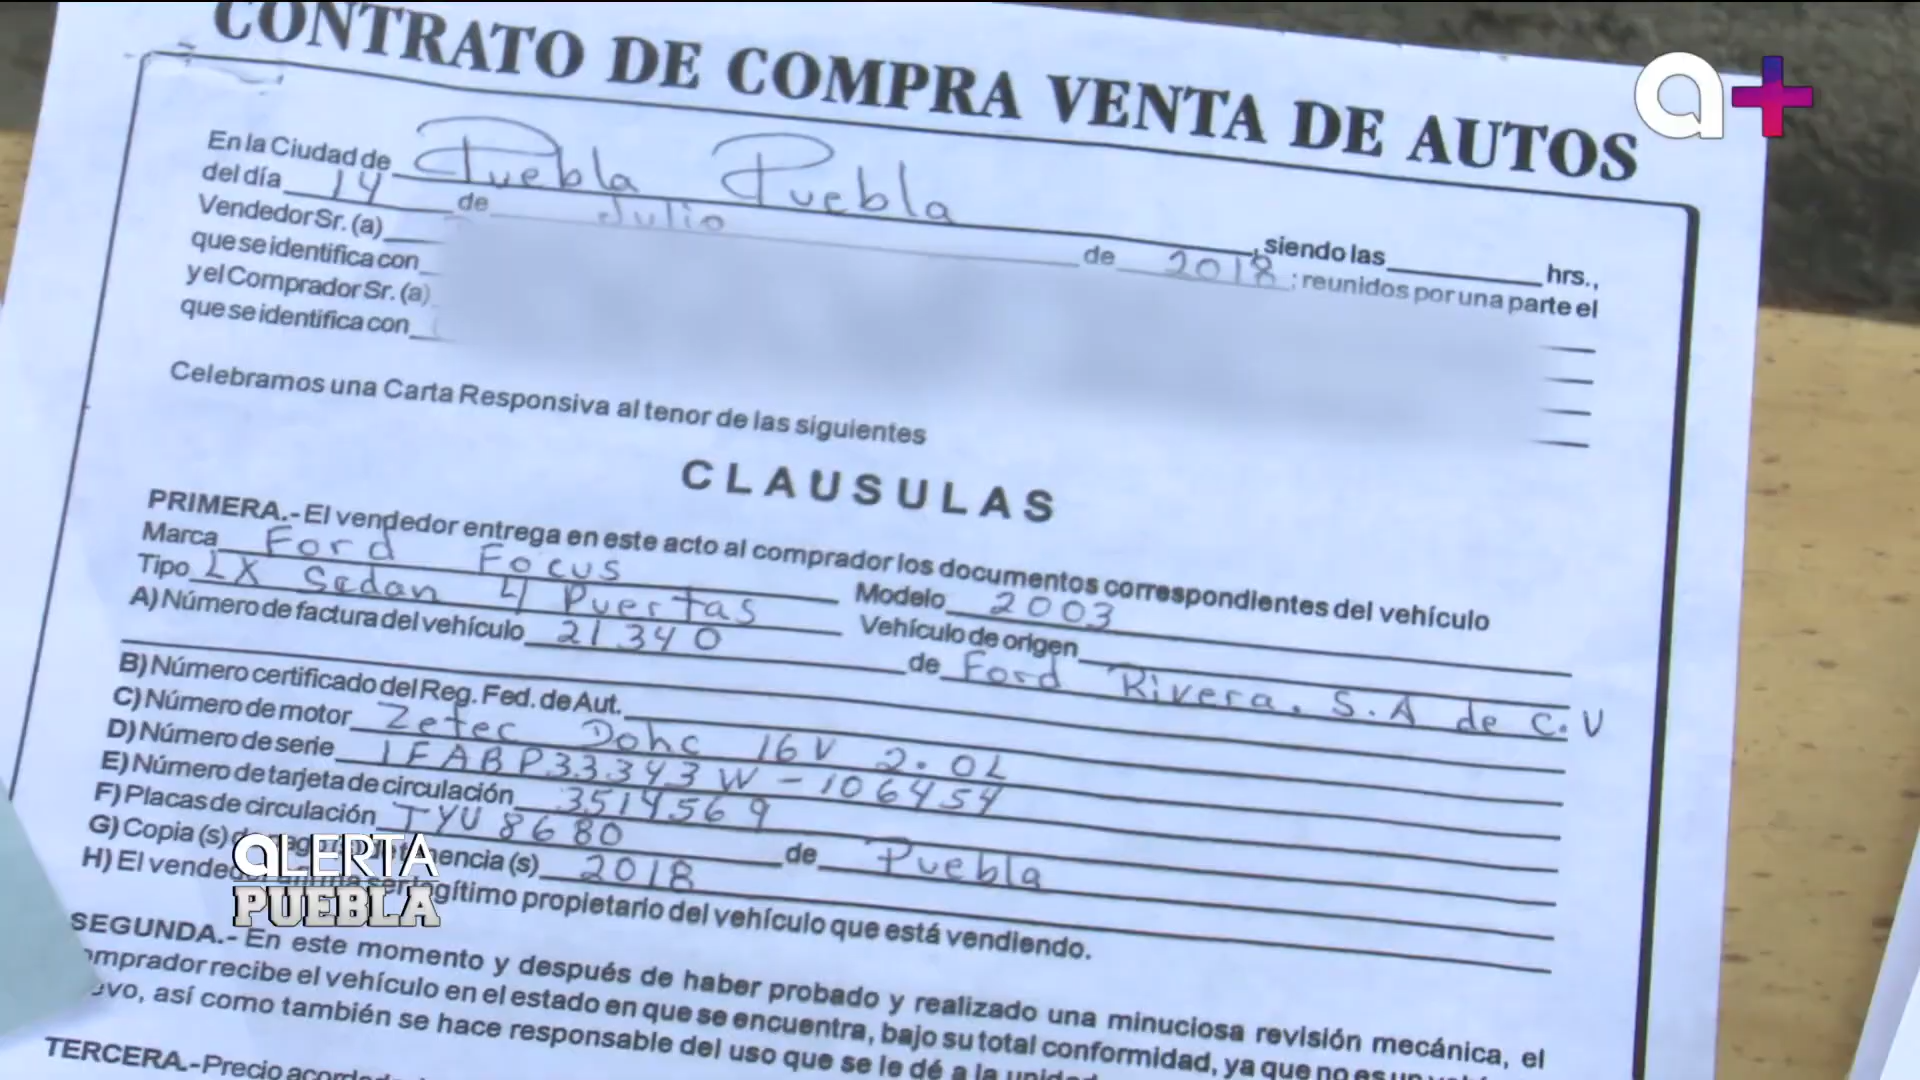 CONTRATO DE COMPRA VENTA DE AUTOS
a+
En la Ciudad de Puebla Puebla, siendo las hrs.,
del día 14 de Julio de 2018; reunidos por una parte el
Vendedor Sr. (a)
que se identifica con
y el Comprador Sr. (a)
que se identifica con
Celebramos una Carta Responsiva al tenor de las siguientes
CLAUSULAS
PRIMERA.- El vendedor entrega en este acto al comprador los documentos correspondientes del vehículo
Marca Ford Focus Modelo 2003
Tipo LX Sedan 4 Puertas Vehículo de origen
A) Número de factura del vehículo 21340 de Ford Rivera, S.A de C.V
B) Número certificado del Reg. Fed. de Aut.
C) Número de motor Zetec Dohc 16V 2.0L
D) Número de serie 1FABP33343W-106454
E) Número de tarjeta de circulación 3514569
F) Placas de circulación TYU8680 de Puebla
G) Copia (s) de pago (s) de tenencia (s) 2018
H) El vendedor ser legítimo propietario del vehículo que está vendiendo.
aLERTA
PUEBLA
SEGUNDA.- En este momento y después de haber probado y realizado una minuciosa revisión mecánica, el
omprador recibe el vehículo en el estado en que se encuentra, bajo su total conformidad, ya que no es un
evo, así como también se hace responsable del uso que se le dé a la
TERCERA.- Precio